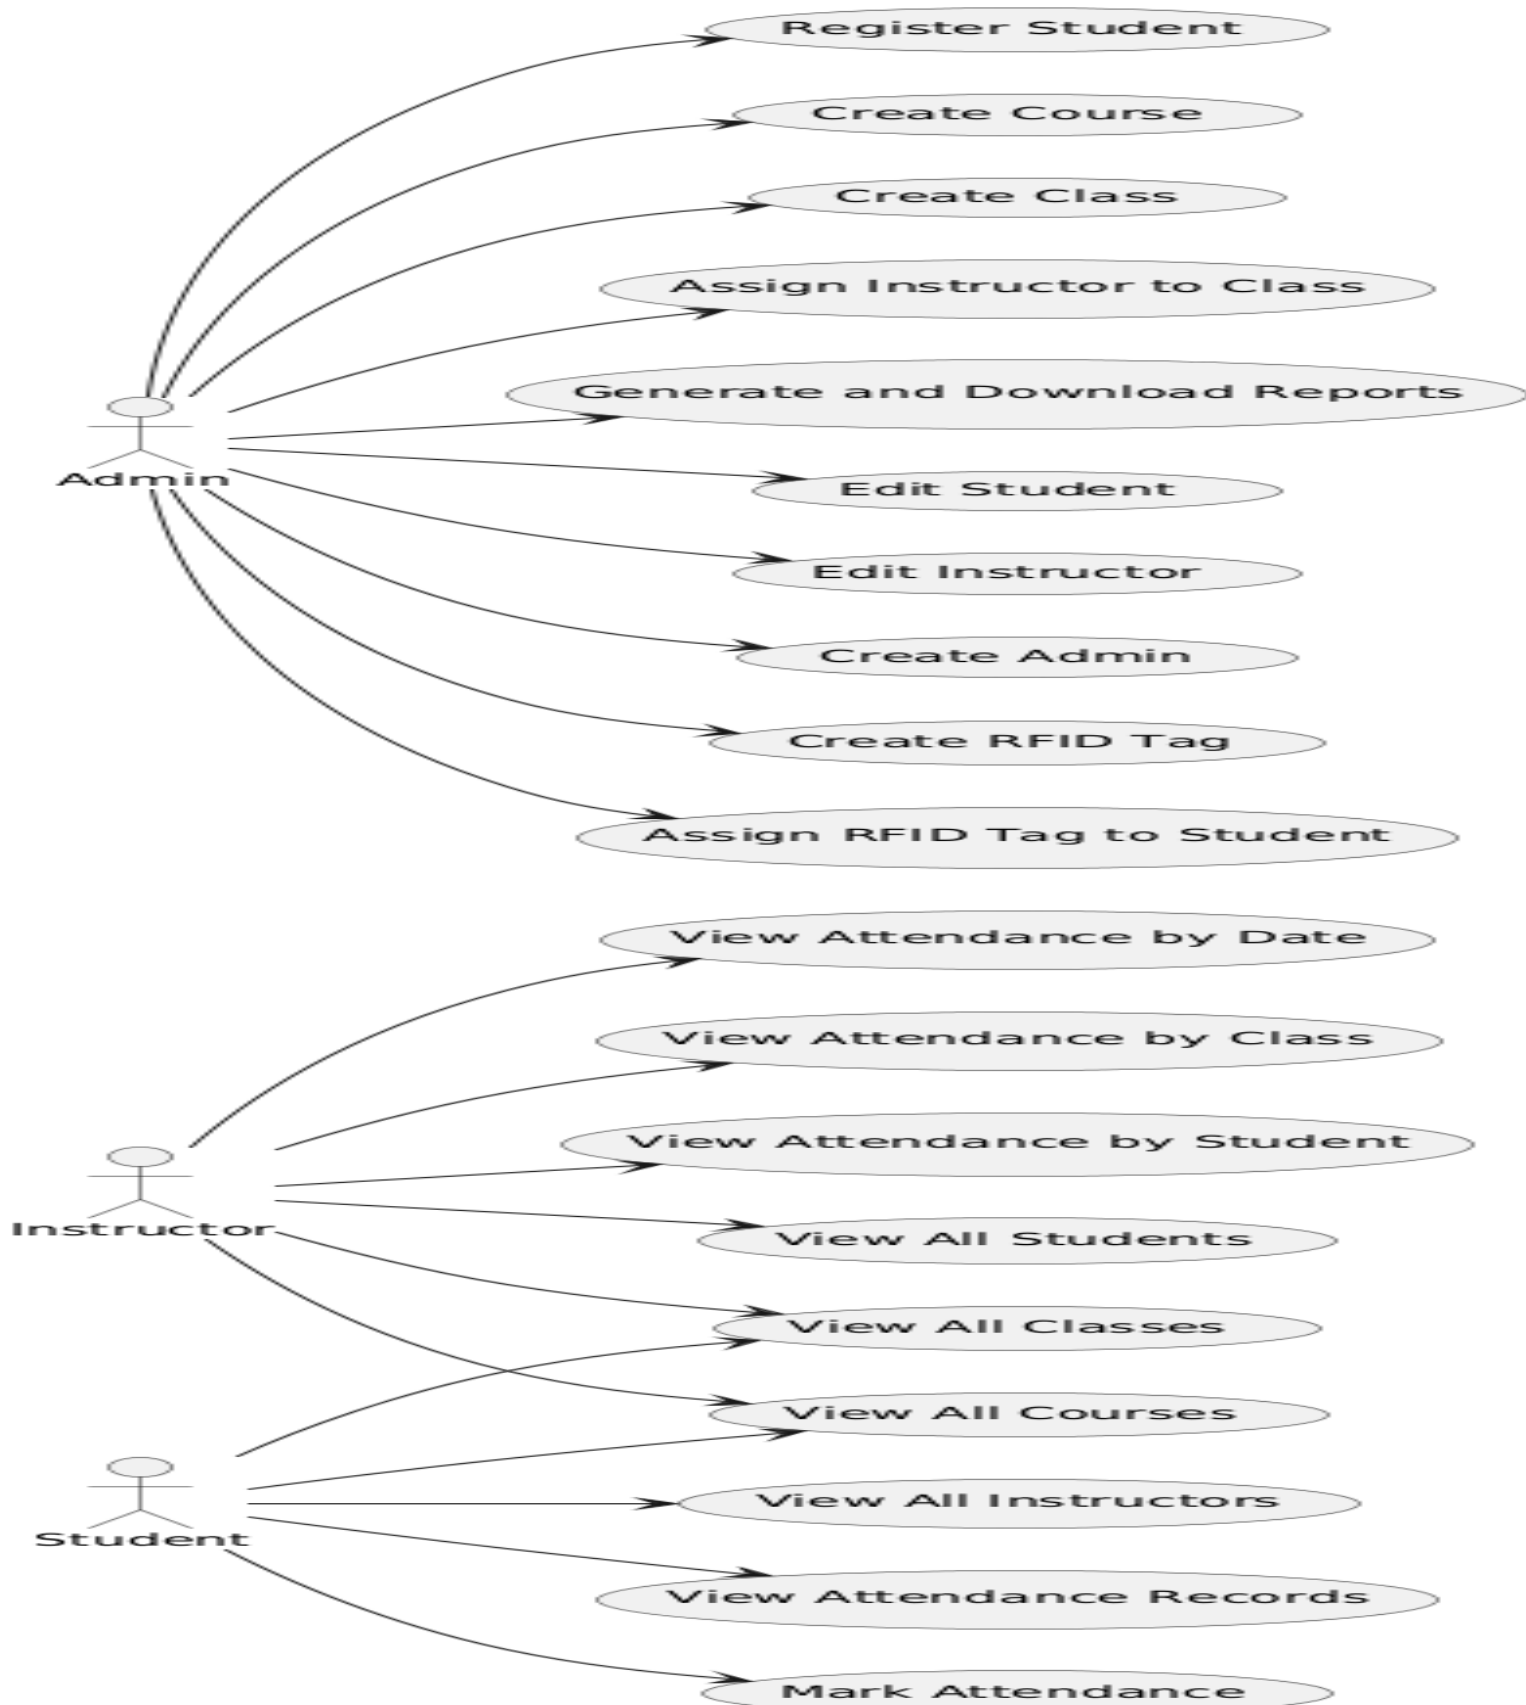 Register Student
Create Course
Create Class
Assign Instructor to Class
Generate and Download Reports
Admin
Edit Student
Edit Instructor
Create Admin
Create RFID Tag
Assign RFID Tag to Student
View Attendance by Date
View Attendance by Class
View Attendance by Student
Instructor
View All Students
View All Classes
View All Courses
View All Instructors
Student
View Attendance Records
Mark Attendance